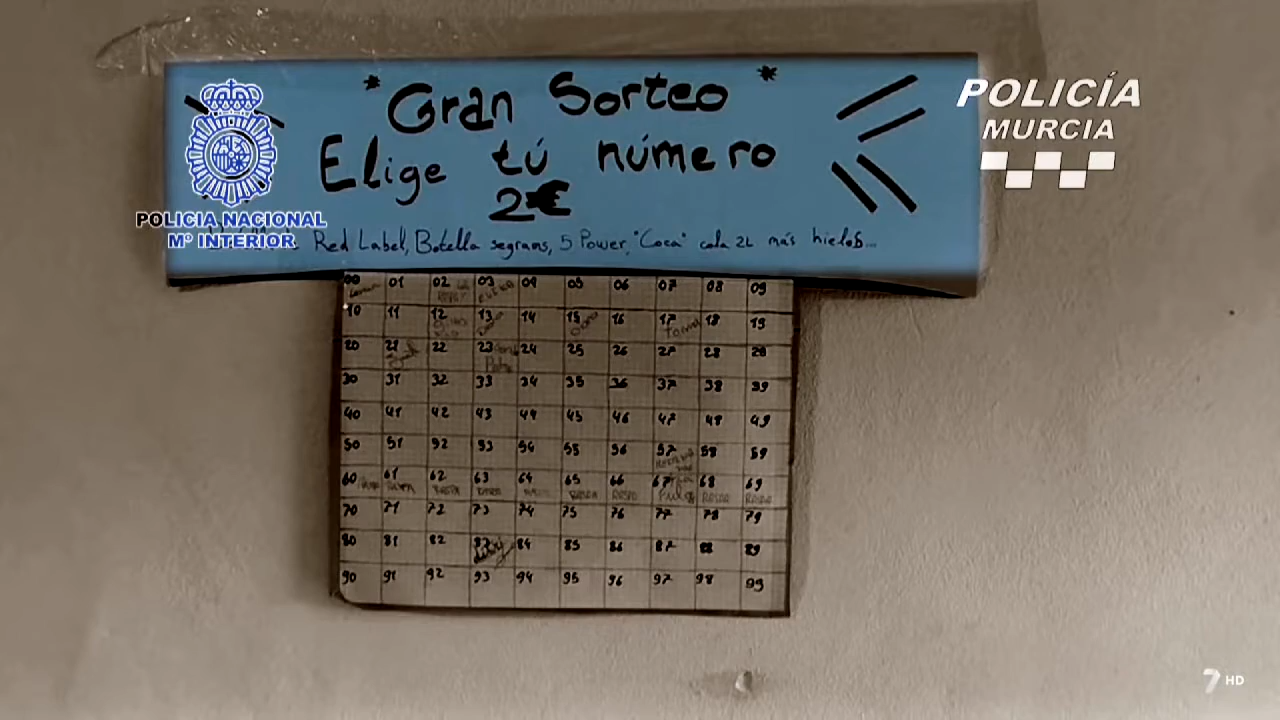 * Gran Sorteo *
Elige tú número
2€
Red Label, Botella segrams, 5 Power, "Coca" cola 2L más hielos...
POLICIA NACIONAL
Mº INTERIOR
POLICÍA
MURCIA
00 01 02 03 04 05 06 07 08 09
10 11 12 13 14 15 16 17 18 19
20 21 22 23 24 25 26 27 28 29
30 31 32 33 34 35 36 37 38 39
40 41 42 43 44 45 46 47 48 49
50 51 52 53 54 55 56 57 58 59
60 61 62 63 64 65 66 67 68 69
70 71 72 73 74 75 76 77 78 79
80 81 82 83 84 85 86 87 88 89
90 91 92 93 94 95 96 97 98 99
7 HD